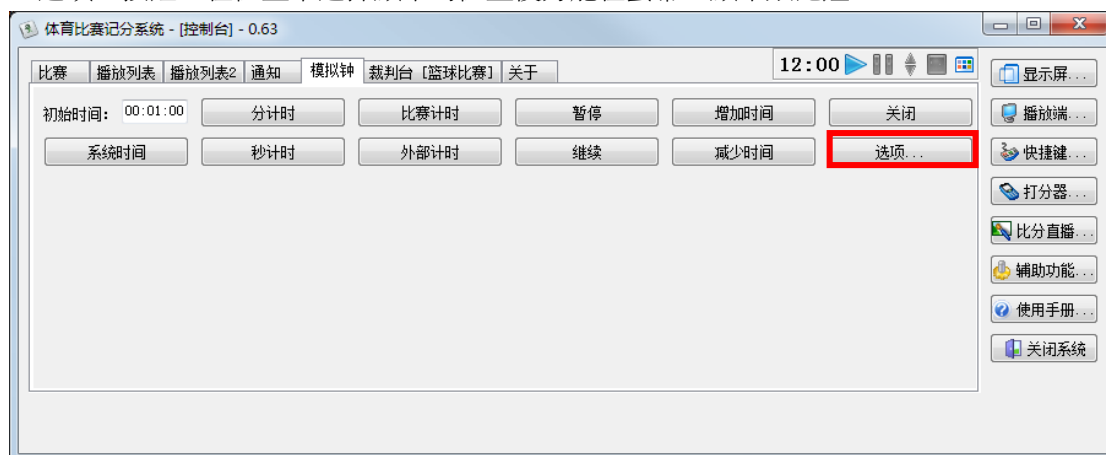 体育比赛记分系统 - [控制台] - 0.63
比赛 播放列表 播放列表2 通知 模拟钟 裁判台 [篮球比赛] 关于
12:00
初始时间: 00:01:00 分计时 比赛计时 暂停 增加时间 关闭
系统时间 秒计时 外部计时 继续 减少时间 选项...
显示屏...
播放端...
快捷键...
打分器...
比分直播...
辅助功能...
使用手册...
关闭系统